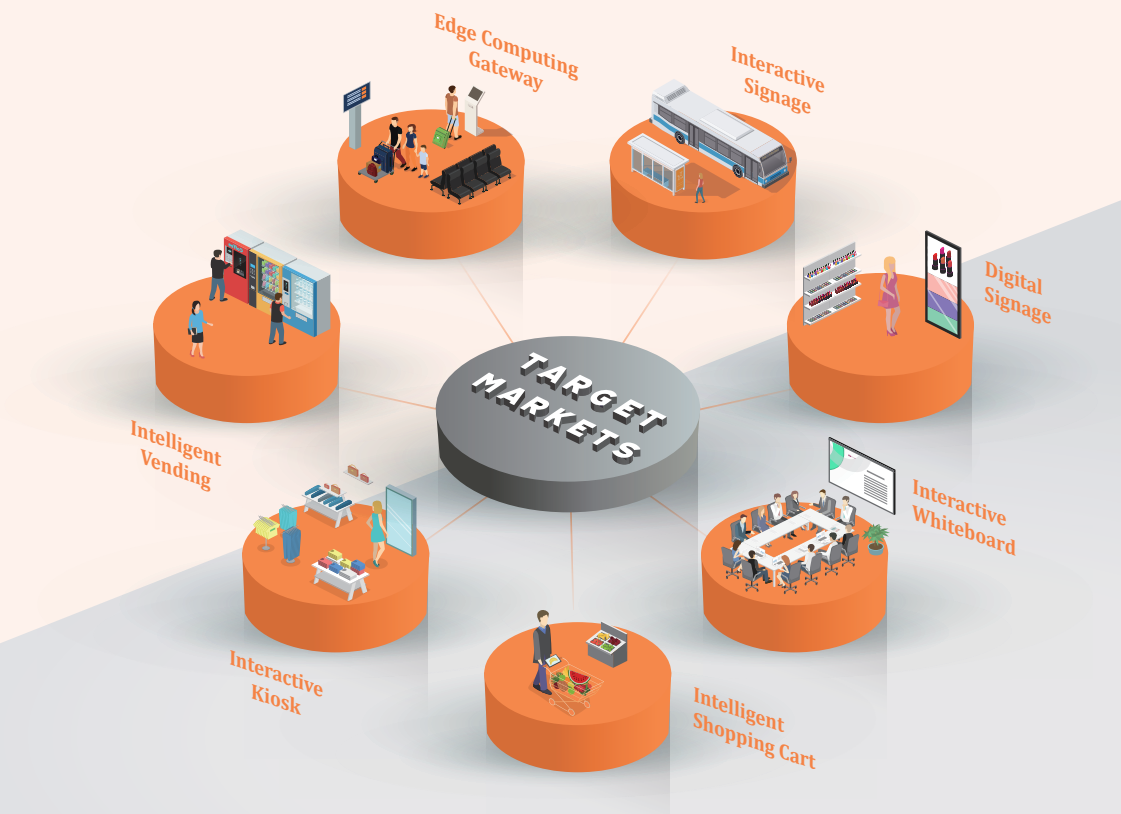 Edge Computing
Gateway
Interactive
Signage
Digital
Signage
TARGET
MARKETS
Intelligent
Vending
Interactive
Whiteboard
Interactive
Kiosk
Intelligent
Shopping Cart